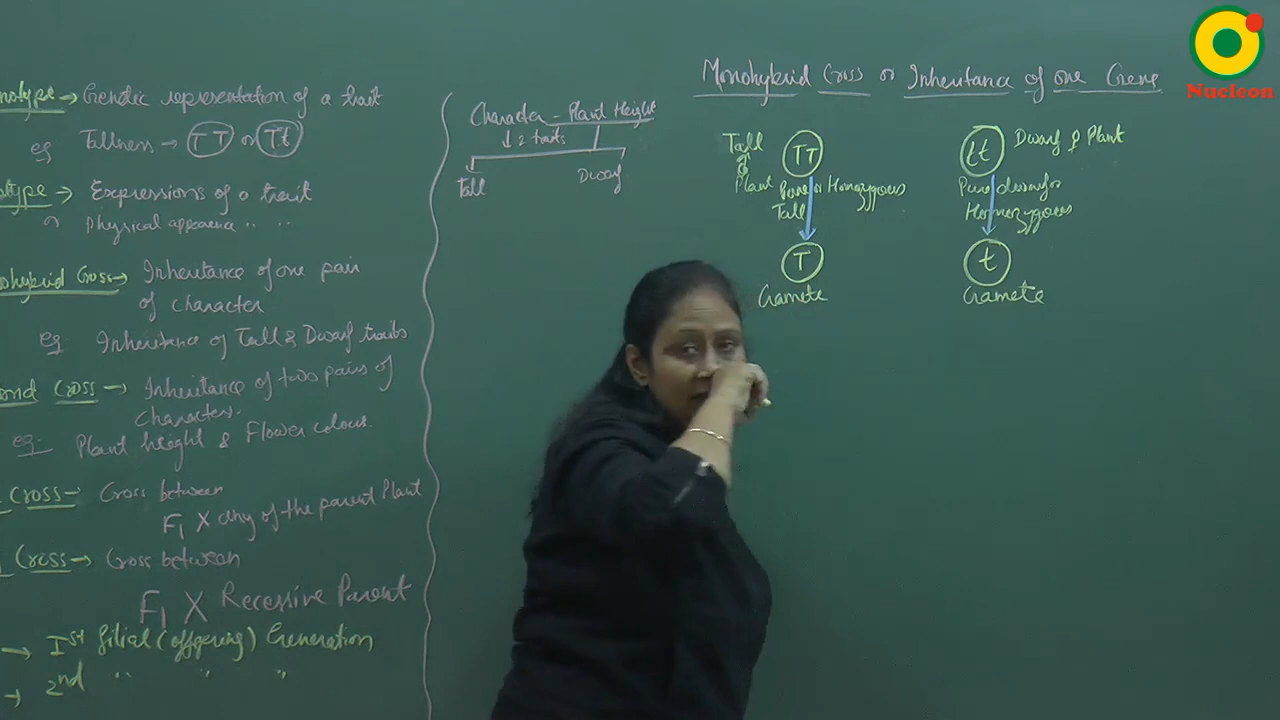 notype → Genetic representation of a trait
eg Tallness → TT or Tt
otype → Expressions of a trait
or Physical appearance " "
ohybrid Cross → Inheritance of one pair
of character
eg Inheritance of Tall & Dwarf traits
Cross → Inheritance of two pairs of
characters.
eg. Plant height & Flower colour.
Cross → Cross between
F1 X any of the parent Plant
Cross → Cross between
F1 X Recessive Parent
→ Ist filial (offspring) Generation
→ 2nd " " "
Character - Plant Height
↓ 2 traits
Tall Dwarf
Monohybrid Cross or Inheritance of one Gene
Tall TT
Plant
Homozygous
Tall
T
Gamete
tt Dwarf Plant
Pure dwarf or
Homozygous
t
Gamete
Nucleon